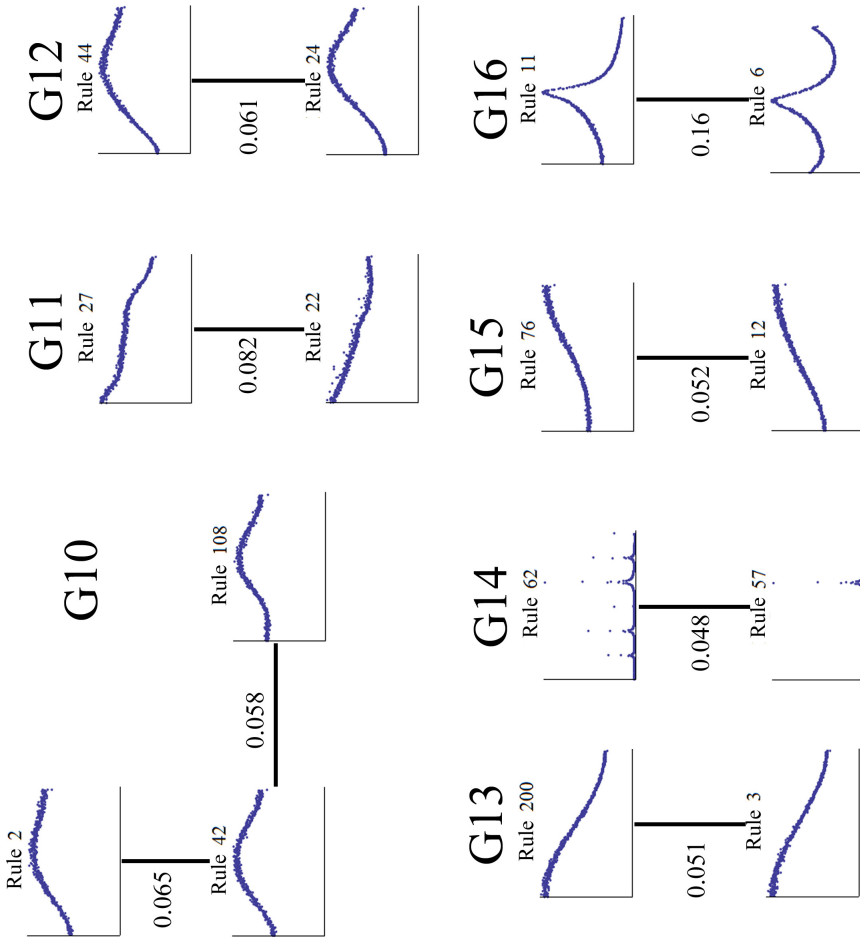 G10
Rule 2
0.065
Rule 42
0.058
Rule 108
G11
Rule 27
0.082
Rule 22
G12
Rule 44
0.061
Rule 24
G13
Rule 200
0.051
Rule 3
G14
Rule 62
0.048
Rule 57
G15
Rule 76
0.052
Rule 12
G16
Rule 11
0.16
Rule 6